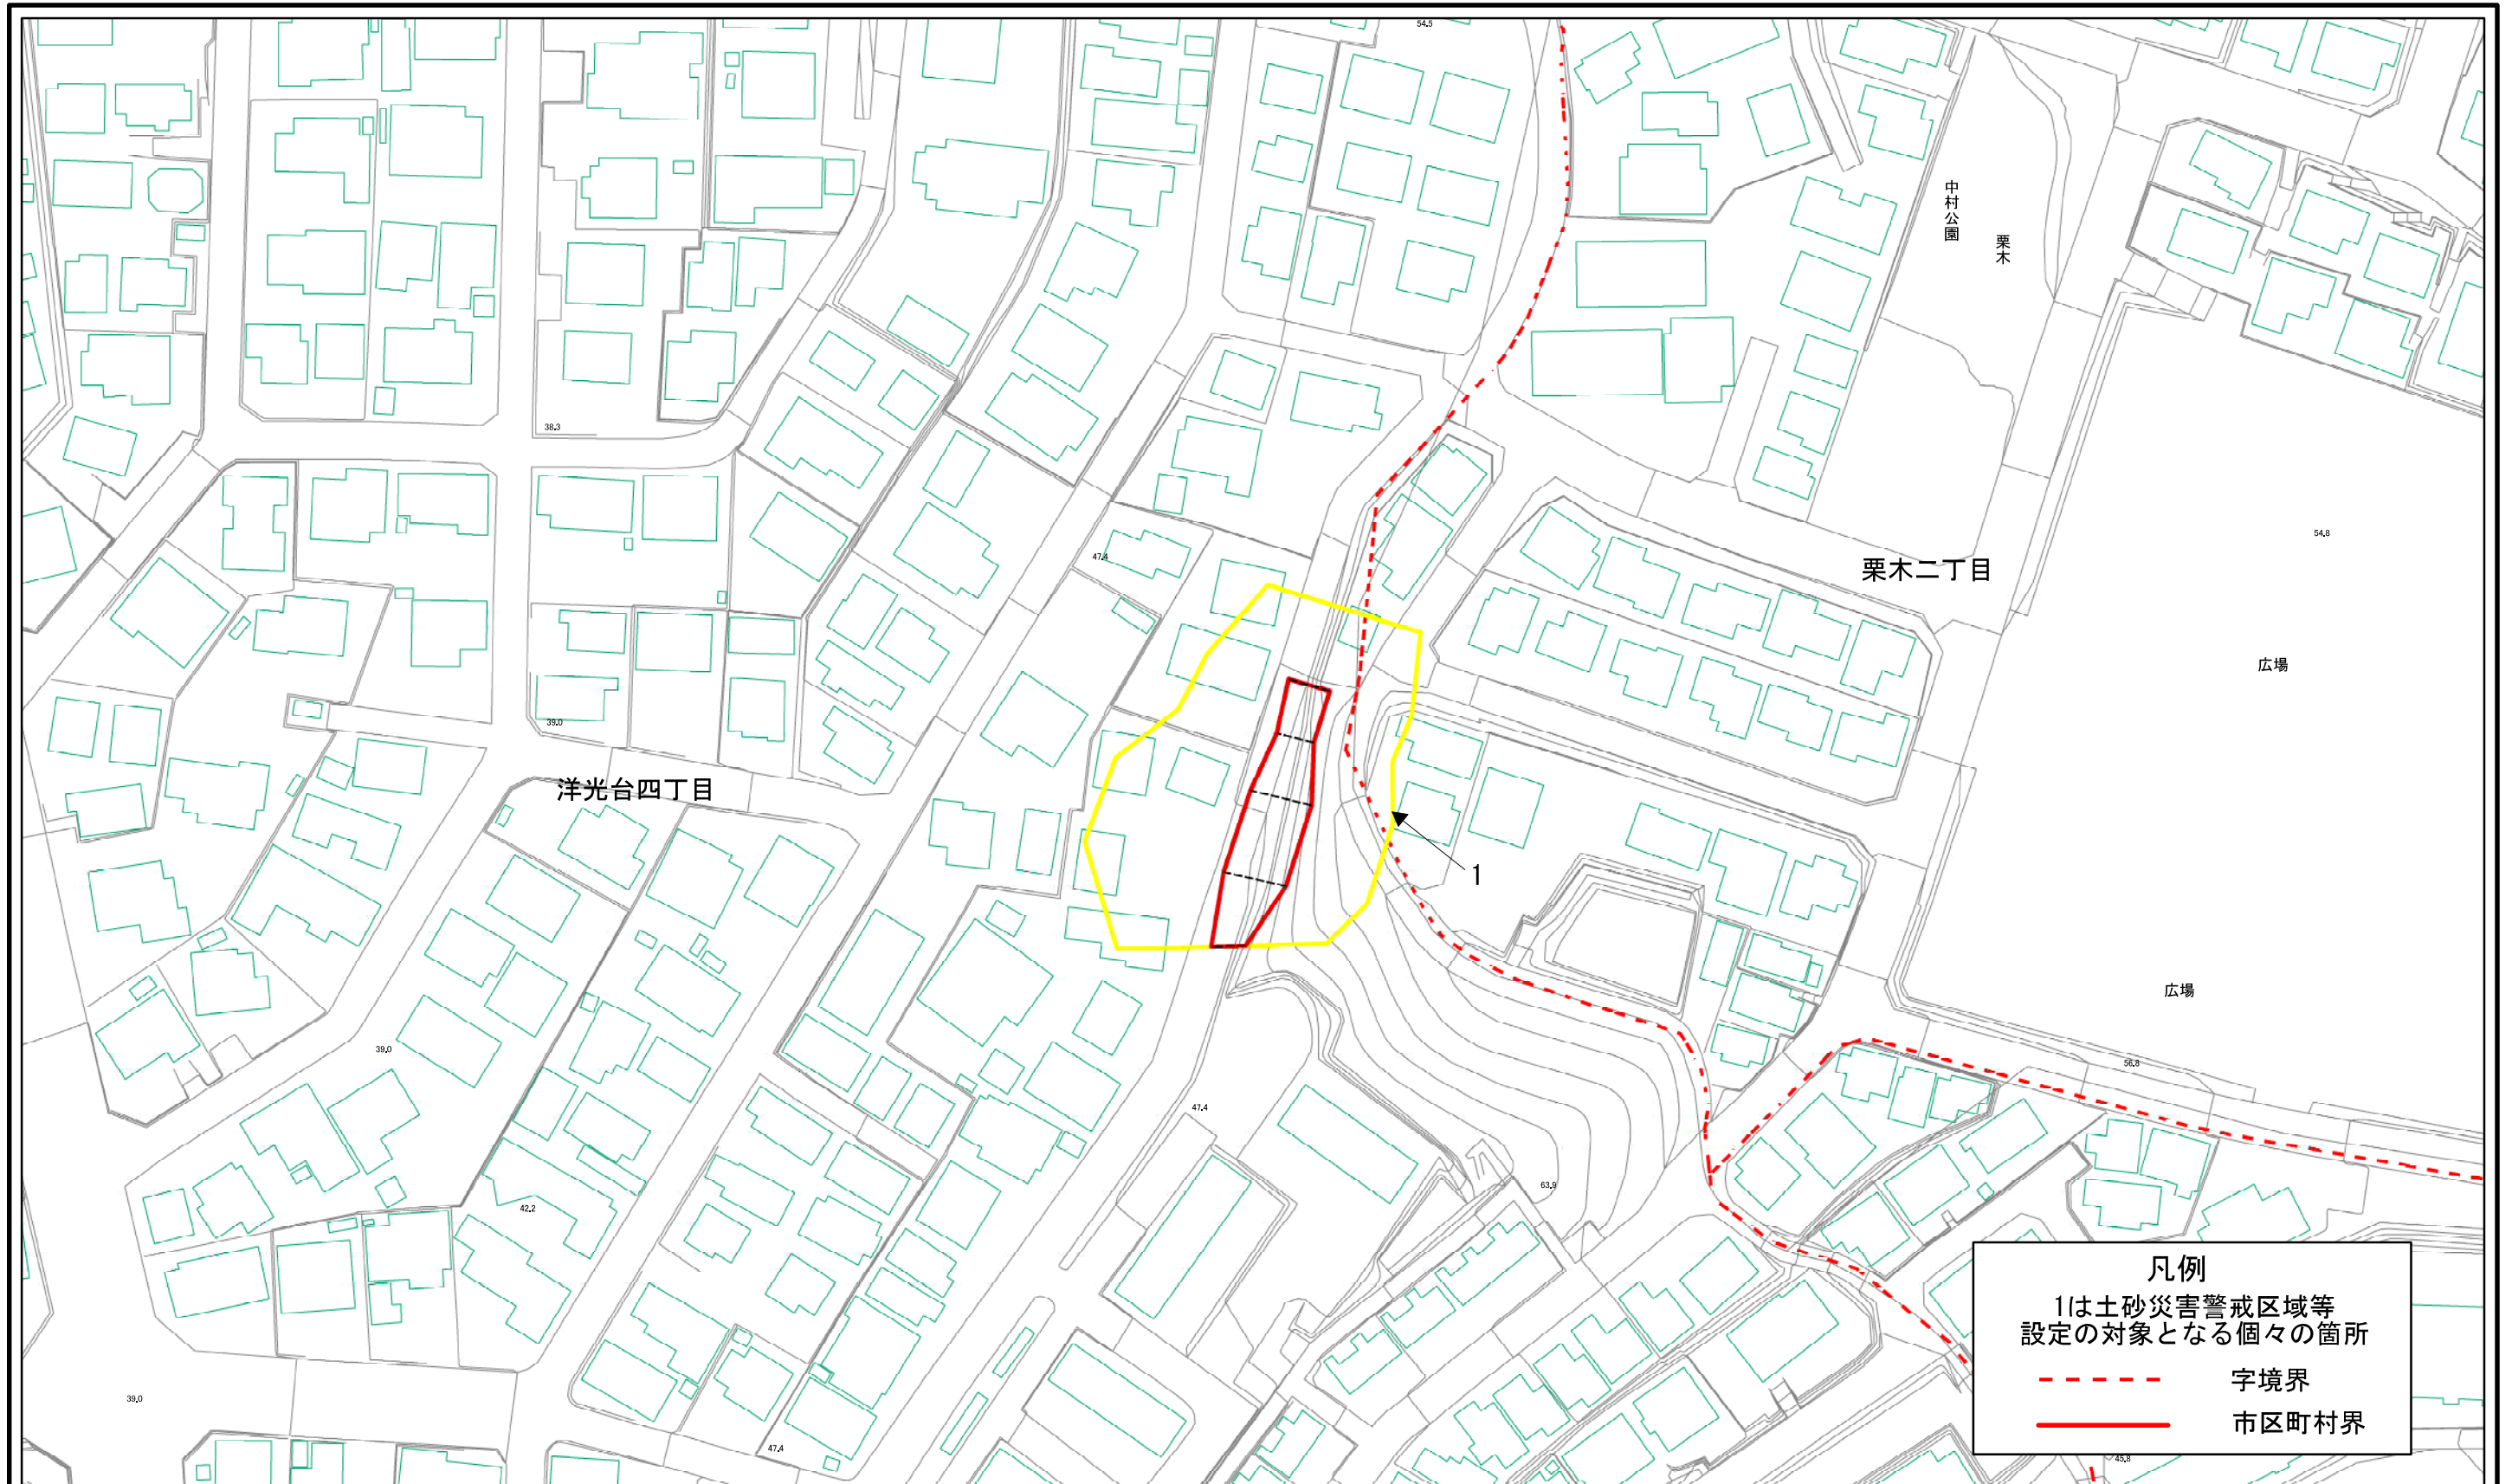 54.5
中村公園
栗木
38.3
54.8
47.4
栗木二丁目
広場
39.0
洋光台四丁目
1
広場
39.0
56.8
47.4
63.9
42.2
凡例
1は土砂災害警戒区域等
設定の対象となる個々の箇所
字境界
市区町村界
39.0
47.4
45.8